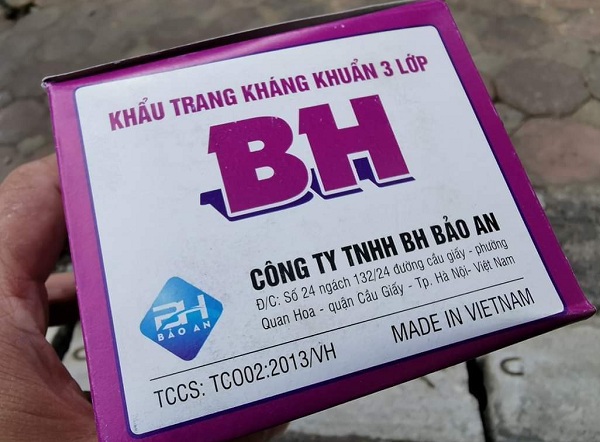 KHẨU TRANG KHÁNG KHUẨN 3 LỚP
BH
CÔNG TY TNHH BH BẢO AN
Đ/C: Số 24 ngách 132/24 đường cầu giấy - phường
Quan Hoa - quận Cầu Giấy - Tp. Hà Nội- Việt Nam
BH
BẢO AN
TCCS: TC002:2013/VH
MADE IN VIETNAM